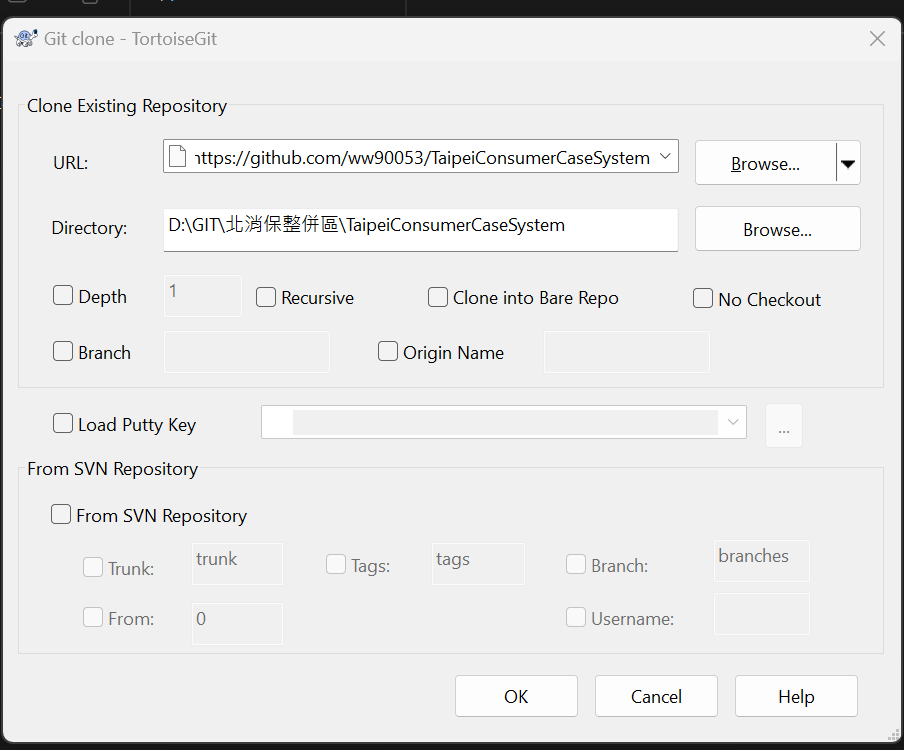 Git clone - TortoiseGit
Clone Existing Repository
URL: https://github.com/ww90053/TaipeiConsumerCaseSystem Browse...
Directory: D:\GIT\北消保整併區\TaipeiConsumerCaseSystem Browse...
Depth 1 Recursive Clone into Bare Repo No Checkout
Branch Origin Name
Load Putty Key ...
From SVN Repository
From SVN Repository
Trunk: trunk Tags: tags Branch: branches
From: 0 Username:
OK Cancel Help